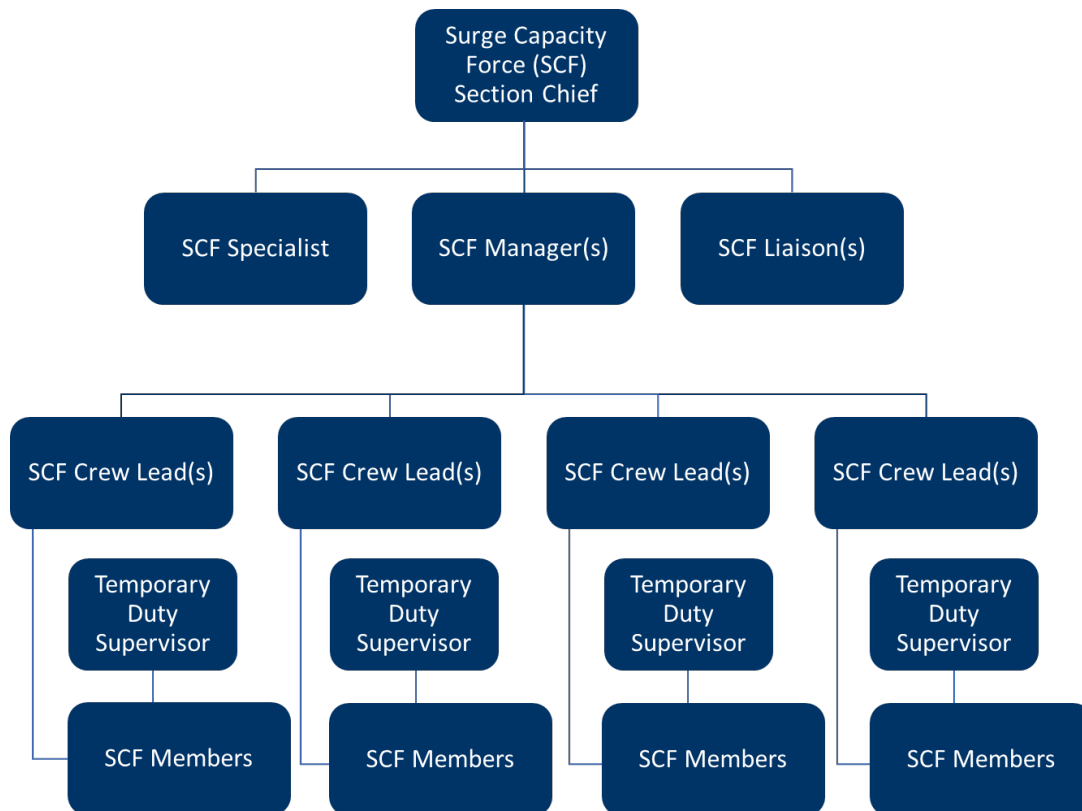 Surge Capacity
Force (SCF)
Section Chief
SCF Specialist
SCF Manager(s)
SCF Liaison(s)
SCF Crew Lead(s)
SCF Crew Lead(s)
SCF Crew Lead(s)
SCF Crew Lead(s)
Temporary
Duty
Supervisor
Temporary
Duty
Supervisor
Temporary
Duty
Supervisor
Temporary
Duty
Supervisor
SCF Members
SCF Members
SCF Members
SCF Members